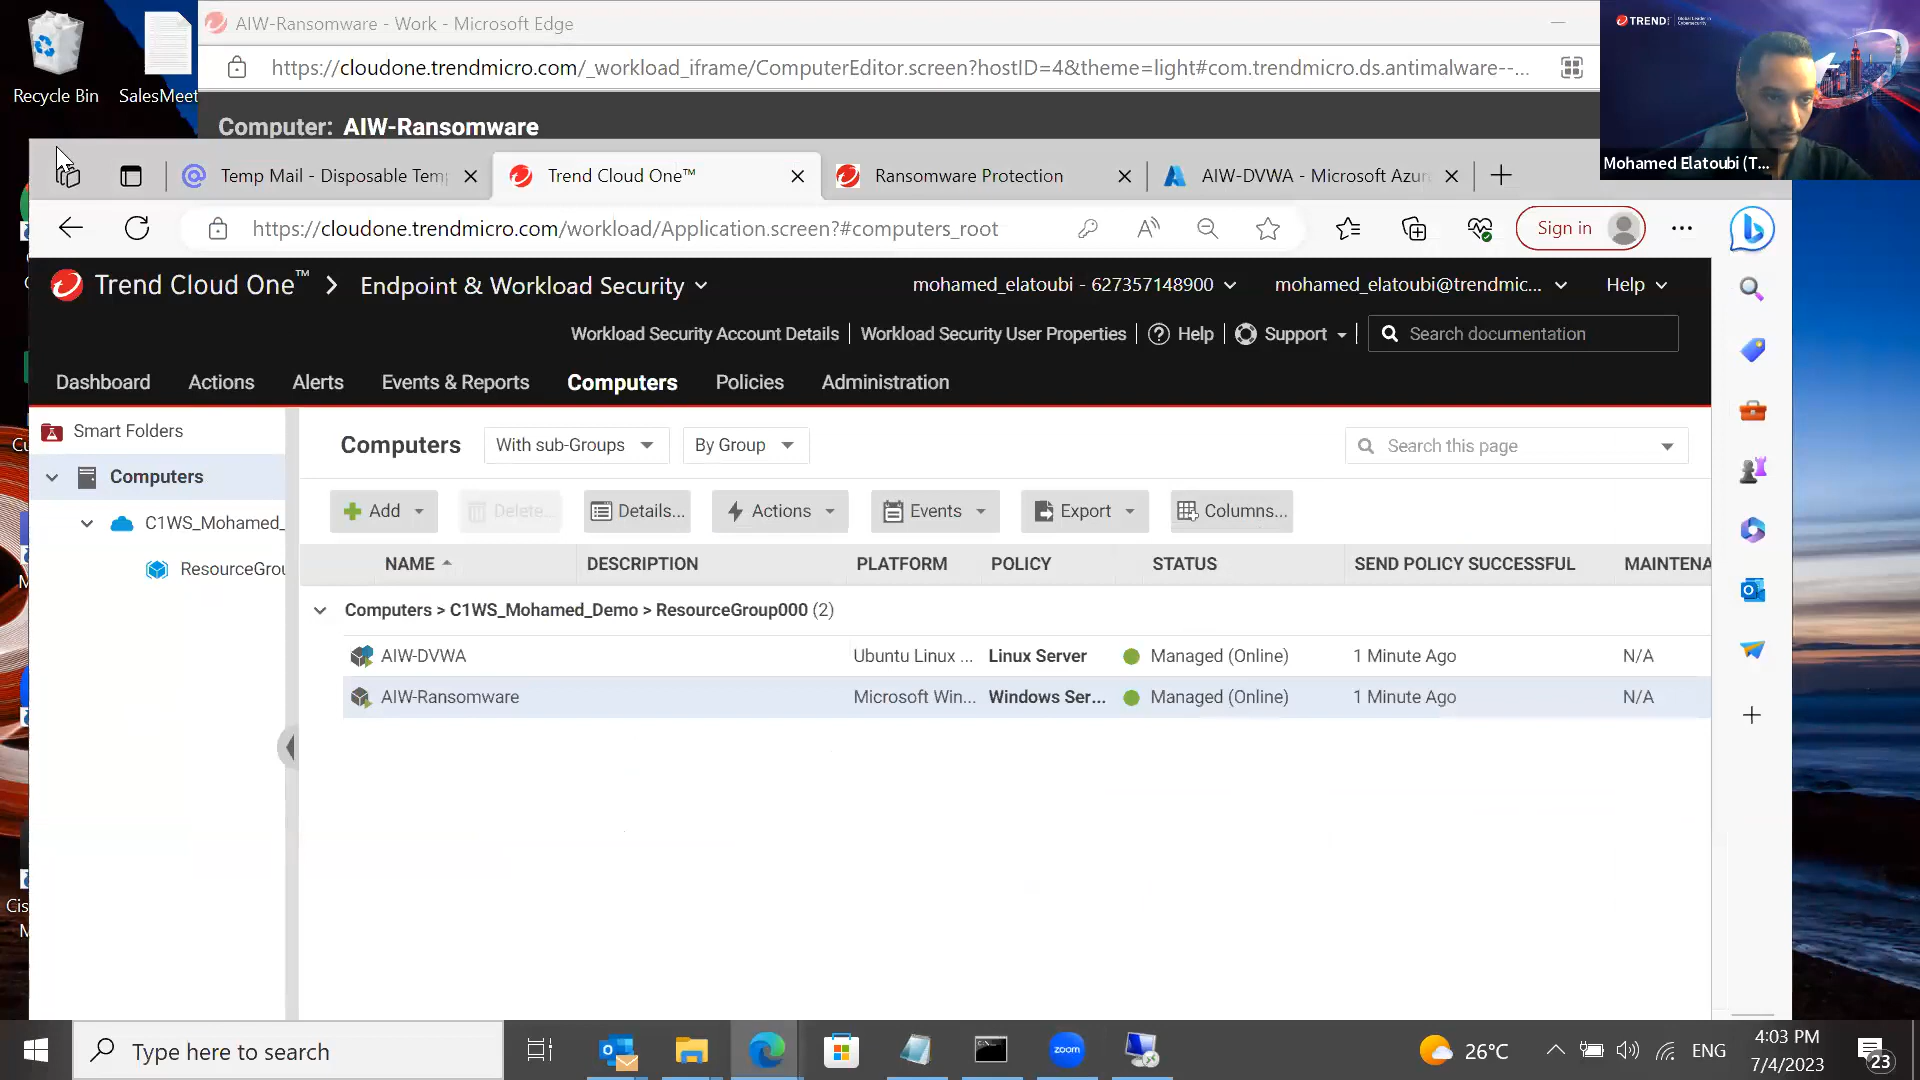 Recycle Bin
SalesMeet
AIW-Ransomware - Work - Microsoft Edge
https://cloudone.trendmicro.com/_workload_iframe/ComputerEditor.screen?hostID=4&theme=light#com.trendmicro.ds.antimalware--...
Computer: AIW-Ransomware
TREND
Mohamed Elatoubi (T...
Temp Mail - Disposable Tem
Trend Cloud One™
Ransomware Protection
AIW-DVWA - Microsoft Azur
https://cloudone.trendmicro.com/workload/Application.screen?#computers_root
Sign in
Trend Cloud One™ > Endpoint & Workload Security
mohamed_elatoubi - 627357148900
mohamed_elatoubi@trendmic...
Help
Workload Security Account Details
Workload Security User Properties
Help
Support
Search documentation
Dashboard
Actions
Alerts
Events & Reports
Computers
Policies
Administration
Smart Folders
Computers
C1WS_Mohamed_
ResourceGrou
Computers
With sub-Groups
By Group
Search this page
Add
Delete...
Details...
Actions
Events
Export
Columns...
NAME
DESCRIPTION
PLATFORM
POLICY
STATUS
SEND POLICY SUCCESSFUL
MAINTENA
Computers > C1WS_Mohamed_Demo > ResourceGroup000 (2)
AIW-DVWA
Ubuntu Linux ...
Linux Server
Managed (Online)
1 Minute Ago
N/A
AIW-Ransomware
Microsoft Win...
Windows Ser...
Managed (Online)
1 Minute Ago
N/A
Cis
M
Type here to search
zoom
26°C
ENG
4:03 PM
7/4/2023
23